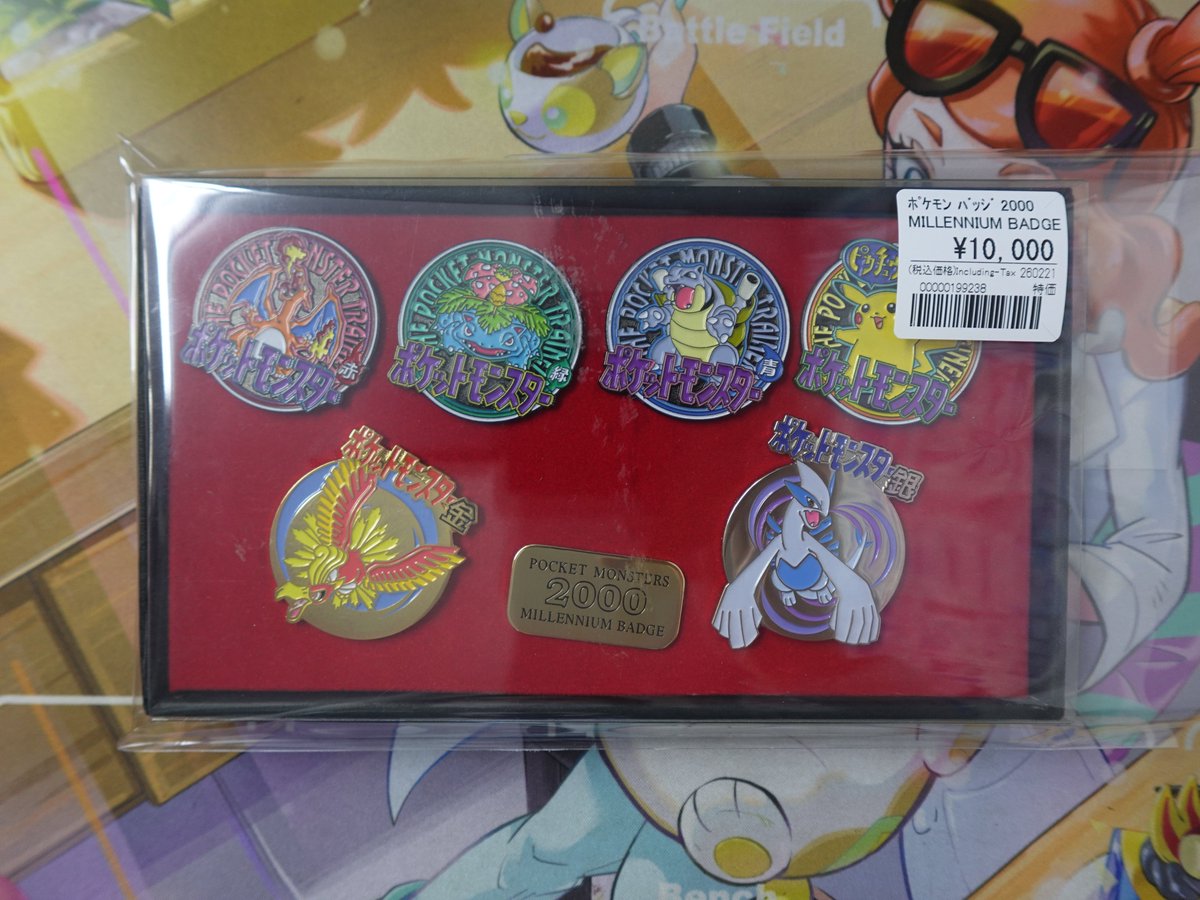 Battle Field
ポケモン バッジ 2000
MILLENNIUM BADGE
¥10,000
(税込価格)Including-Tax 260221
00000199238 特価
ポケットモンスター 赤
ポケットモンスター 緑
ポケットモンスター 青
ピカチュウ
ポケットモンスター
ポケットモンスター 金
ポケットモンスター 銀
POCKET MONSTERS
2000
MILLENNIUM BADGE
Bench